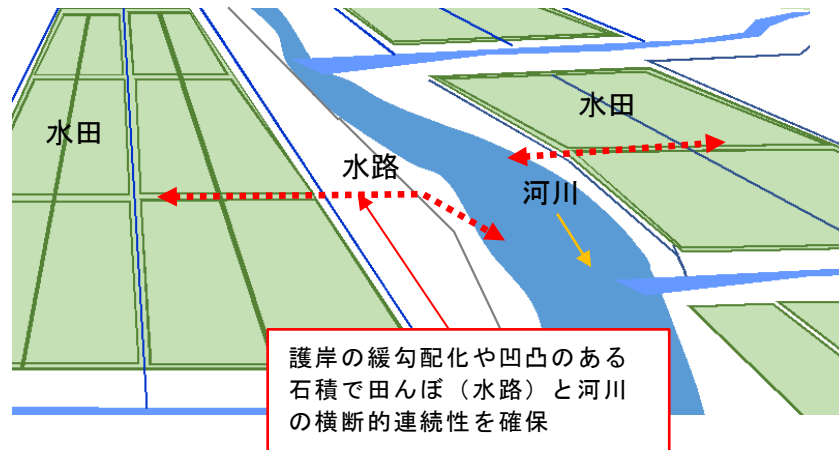 水田
水田
水路
河川
護岸の緩勾配化や凹凸のある
石積で田んぼ（水路）と河川
の横断的連続性を確保